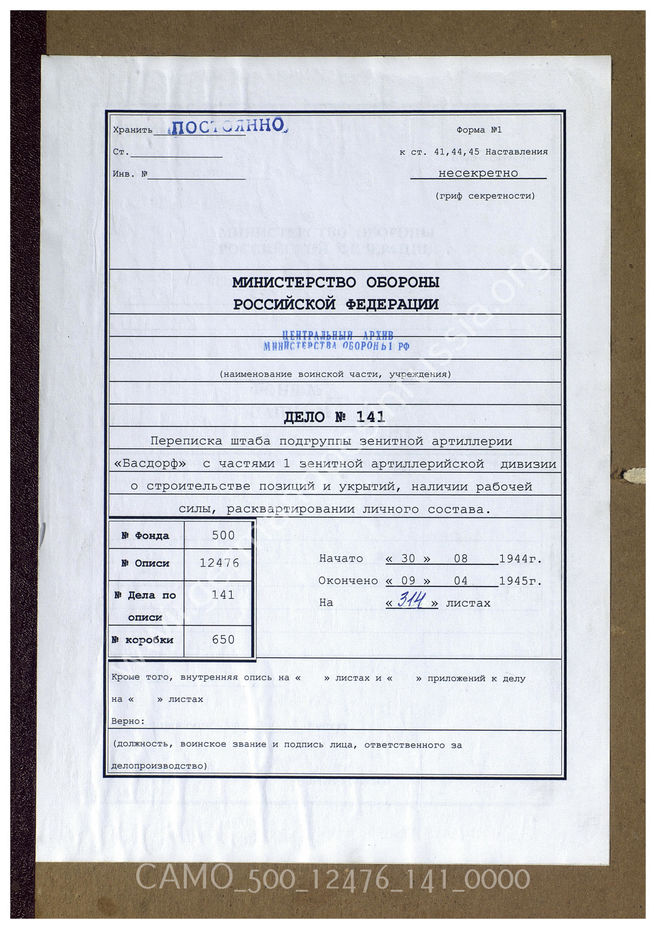 Хранить ПОСТОЯННО
Форма №1
Ст.
к ст. 41,44,45 Наставления
Инв. №
несекретно
(гриф секретности)
МИНИСТЕРСТВО ОБОРОНЫ
РОССИЙСКОЙ ФЕДЕРАЦИИ
ЦЕНТРАЛЬНЫЙ АРХИВ
МИНИСТЕРСТВА ОБОРОНЫ РФ
(наименование воинской части, учреждения)
ДЕЛО № 141
Переписка штаба подгруппы зенитной артиллерии
«Басдорф» с частями 1 зенитной артиллерийской дивизии
о строительстве позиций и укрытий, наличии рабочей
силы, расквартировании личного состава.
№ Фонда 500
№ Описи 12476
№ Дела по описи 141
№ коробки 650
Начато « 30 » 08 1944г.
Окончено « 09 » 04 1945г.
На « 314 » листах
Кроме того, внутренняя опись на « » листах и « » приложений к делу
на « » листах
Верно:
(должность, воинское звание и подпись лица, ответственного за
делопроизводство)
CAMO_500_12476_141_0000